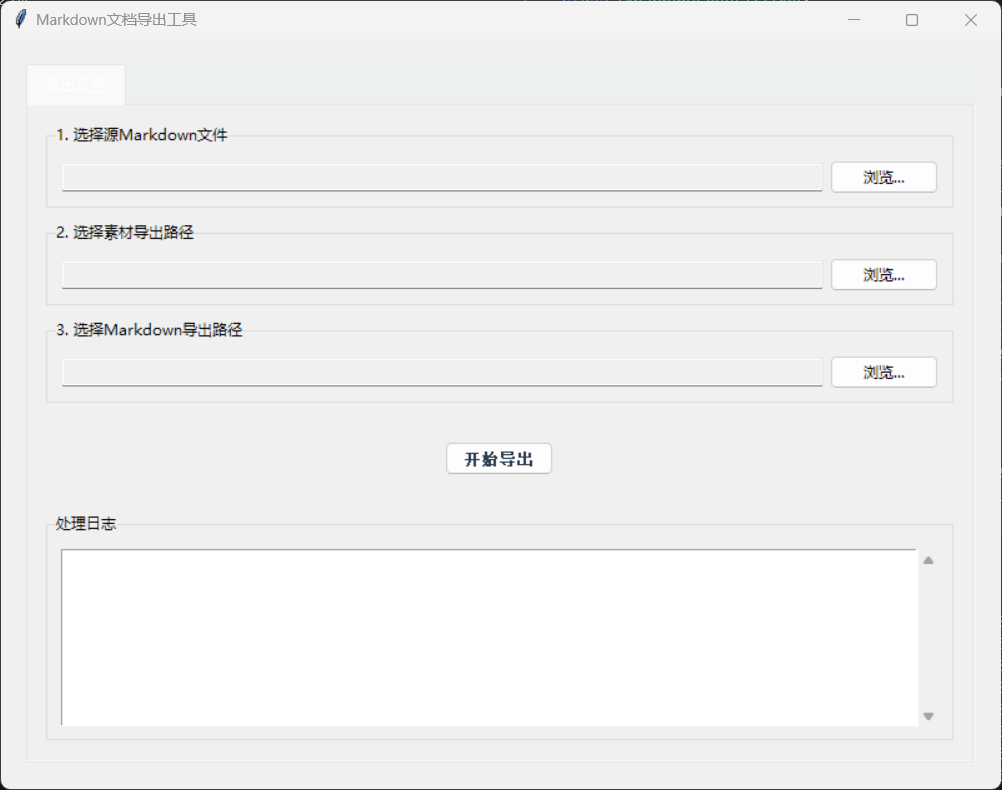 Markdown文档导出工具
导出设置
1. 选择源Markdown文件
浏览...
2. 选择素材导出路径
浏览...
3. 选择Markdown导出路径
浏览...
开始导出
处理日志